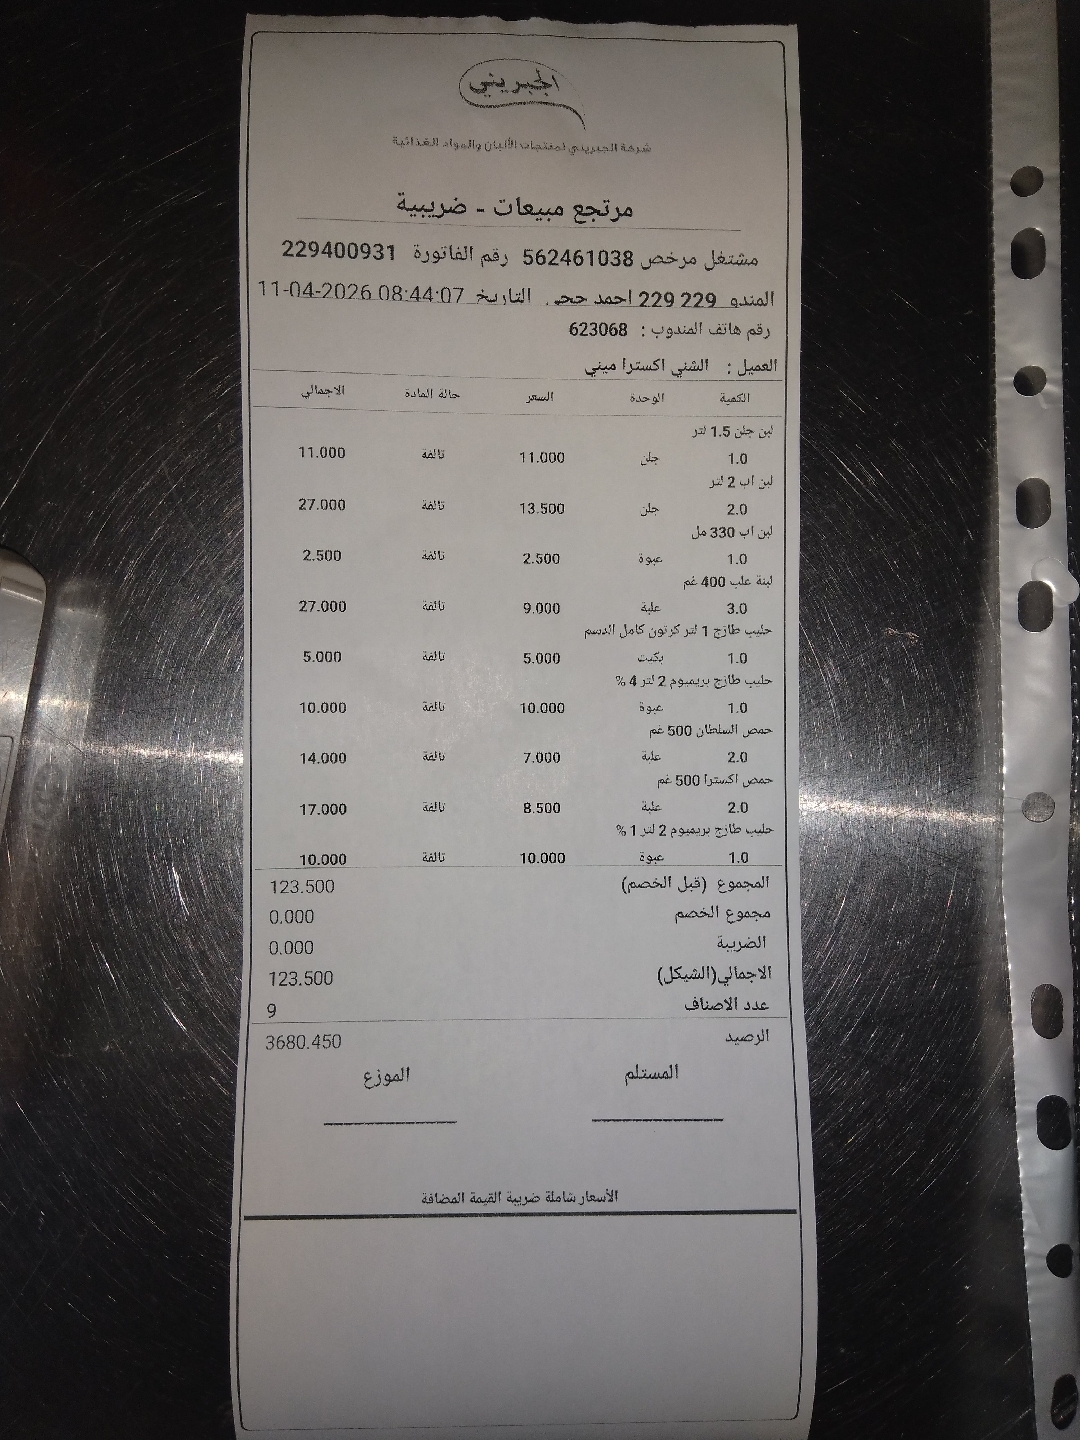 الجبريني
شركة الجبريني لمنتجات الألبان والمواد الغذائية
مرتجع مبيعات - ضريبية
مشتغل مرخص 562461038 رقم الفاتورة 229400931
المندو 229 229 احمد حجي. التاريخ 11-04-2026 08:44:07
رقم هاتف المندوب : 623068
العميل : الشني اكسترا ميني
الكمية الوحدة السعر حالة المادة الاجمالي
لبن جلن 1.5 لتر
1.0 جلن 11.000 تالفة 11.000
لبن اب 2 لتر
2.0 جلن 13.500 تالفة 27.000
لبن اب 330 مل
1.0 عبوة 2.500 تالفة 2.500
لبنة علب 400 غم
3.0 علبة 9.000 تالفة 27.000
حليب طازج 1 لتر كرتون كامل الدسم
1.0 بكيت 5.000 تالفة 5.000
حليب طازج بريميوم 2 لتر 4 %
1.0 عبوة 10.000 تالفة 10.000
حمص السلطان 500 غم
2.0 علبة 7.000 تالفة 14.000
حمص اكسترا 500 غم
2.0 علبة 8.500 تالفة 17.000
حليب طازج بريميوم 2 لتر 1 %
1.0 عبوة 10.000 تالفة 10.000
المجموع (قبل الخصم) 123.500
مجموع الخصم 0.000
الضريبة 0.000
الاجمالي(الشيكل) 123.500
عدد الاصناف 9
الرصيد 3680.450
المستلم الموزع
الأسعار شاملة ضريبة القيمة المضافة